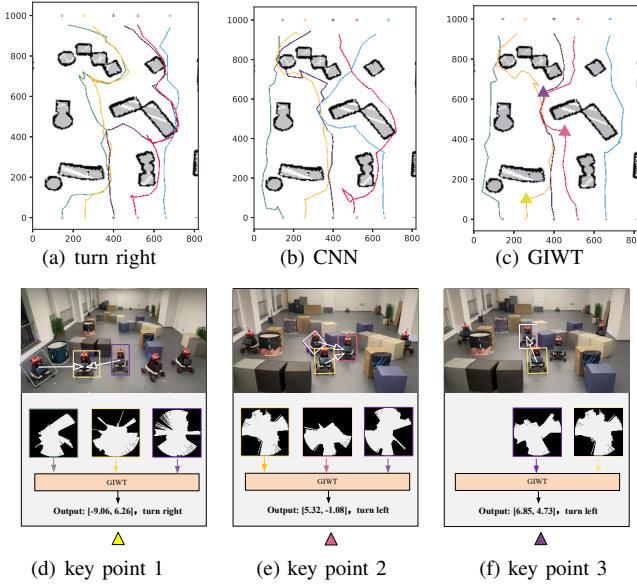 1000
800
600
400
200
0
0 200 400 600 800
(a) turn right
1000
800
600
400
200
0
0 200 400 600 800
(b) CNN
1000
800
600
400
200
0
0 200 400 600 800
(c) GIWT
GIWT
Output: [-9.06, 6.26], turn right
(d) key point 1
GIWT
Output: [5.32, -1.08], turn left
(e) key point 2
GIWT
Output: [6.85, 4.73], turn left
(f) key point 3